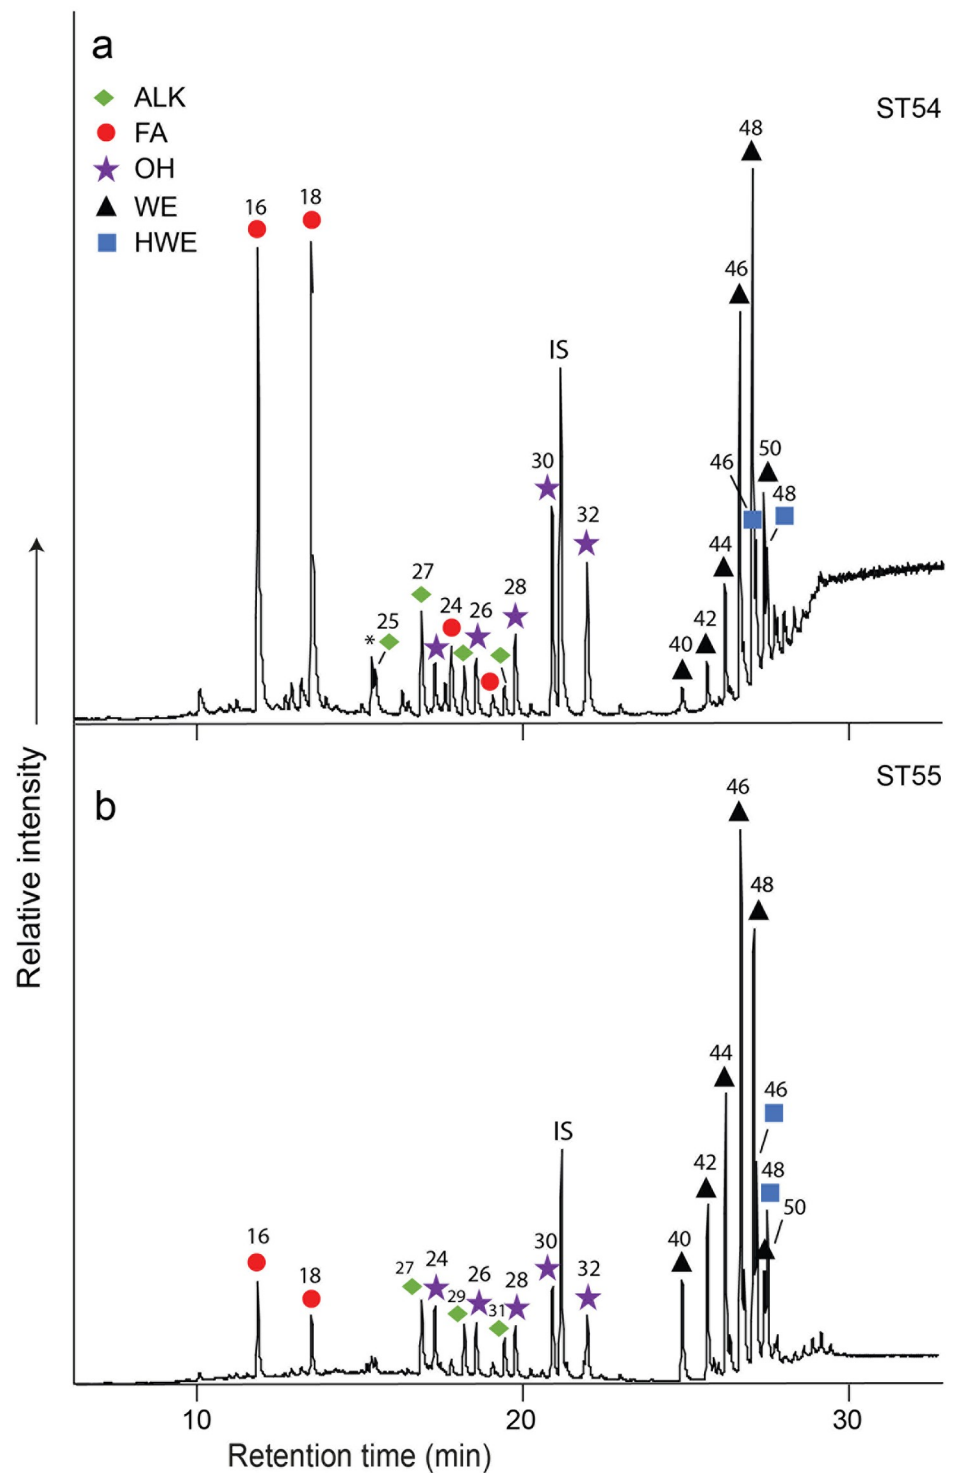 a
ALK
FA
OH
WE
HWE
ST54
16
18
* 25
27
24
26
28
30
IS
32
40
42
44
46
48
46
50
48
Relative intensity
b
ST55
16
18
27
24
29
26
31
28
30
IS
32
40
42
44
46
48
46
48
50
10 20 30
Retention time (min)